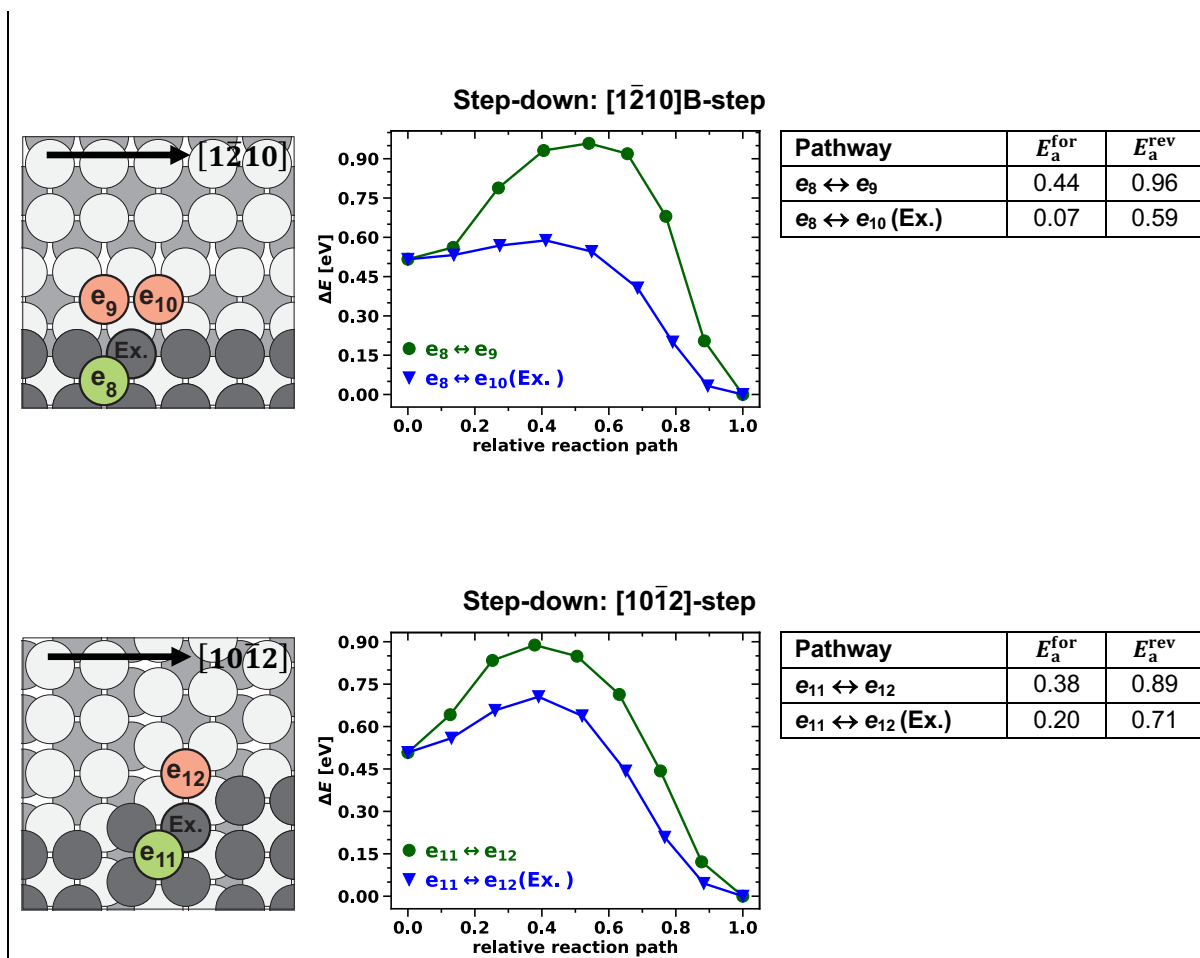 Step-down: [12̄10]B-step
[12̄10]
e9 e10
Ex.
e8
ΔE [eV]
0.90
0.75
0.60
0.45
0.30
0.15
0.00
e8 ↔ e9
e8 ↔ e10(Ex. )
0.0 0.2 0.4 0.6 0.8 1.0
relative reaction path
Pathway E_a^for E_a^rev
e8 ↔ e9 0.44 0.96
e8 ↔ e10 (Ex.) 0.07 0.59
Step-down: [101̄2]-step
[101̄2]
e12
Ex.
e11
ΔE [eV]
0.90
0.75
0.60
0.45
0.30
0.15
0.00
e11 ↔ e12
e11 ↔ e12(Ex. )
0.0 0.2 0.4 0.6 0.8 1.0
relative reaction path
Pathway E_a^for E_a^rev
e11 ↔ e12 0.38 0.89
e11 ↔ e12 (Ex.) 0.20 0.71